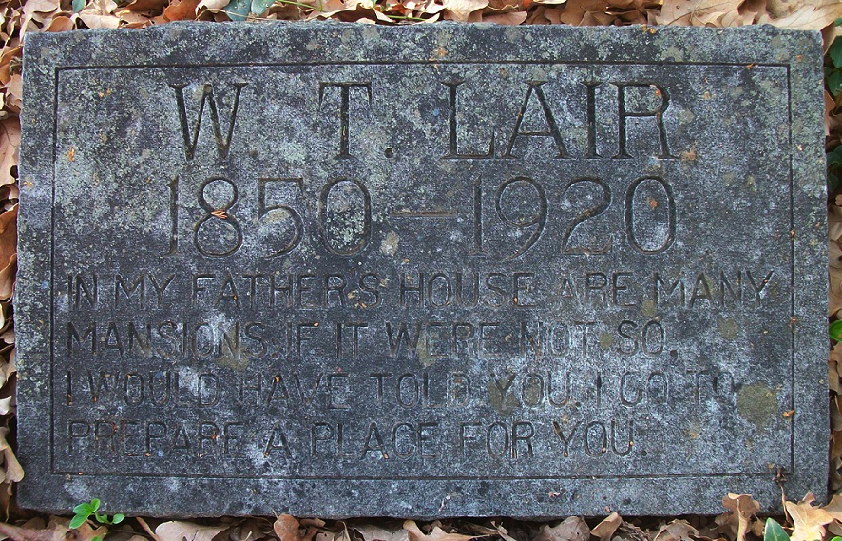 W. T. LAIR
1850 — 1920
IN MY FATHERS HOUSE ARE MANY
MANSIONS. IF IT WERE NOT SO,
I WOULD HAVE TOLD YOU. I GO TO
PREPARE A PLACE FOR YOU.